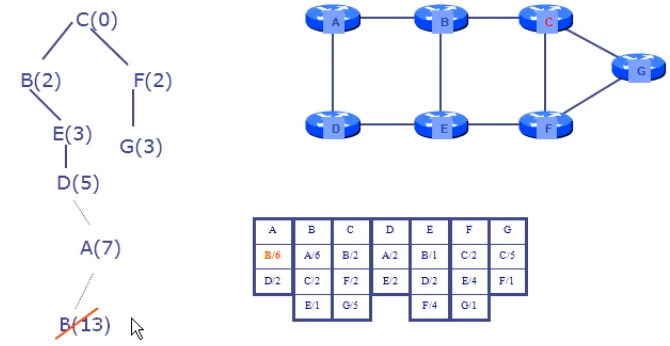 C(0)
B(2) F(2)
E(3) G(3)
D(5)
A(7)
B(13)
A B C
G
D E F
A B C D E F G
B/6 A/6 B/2 A/2 B/1 C/2 C/5
D/2 C/2 F/2 E/2 D/2 E/4 F/1
E/1 G/5 F/4 G/1